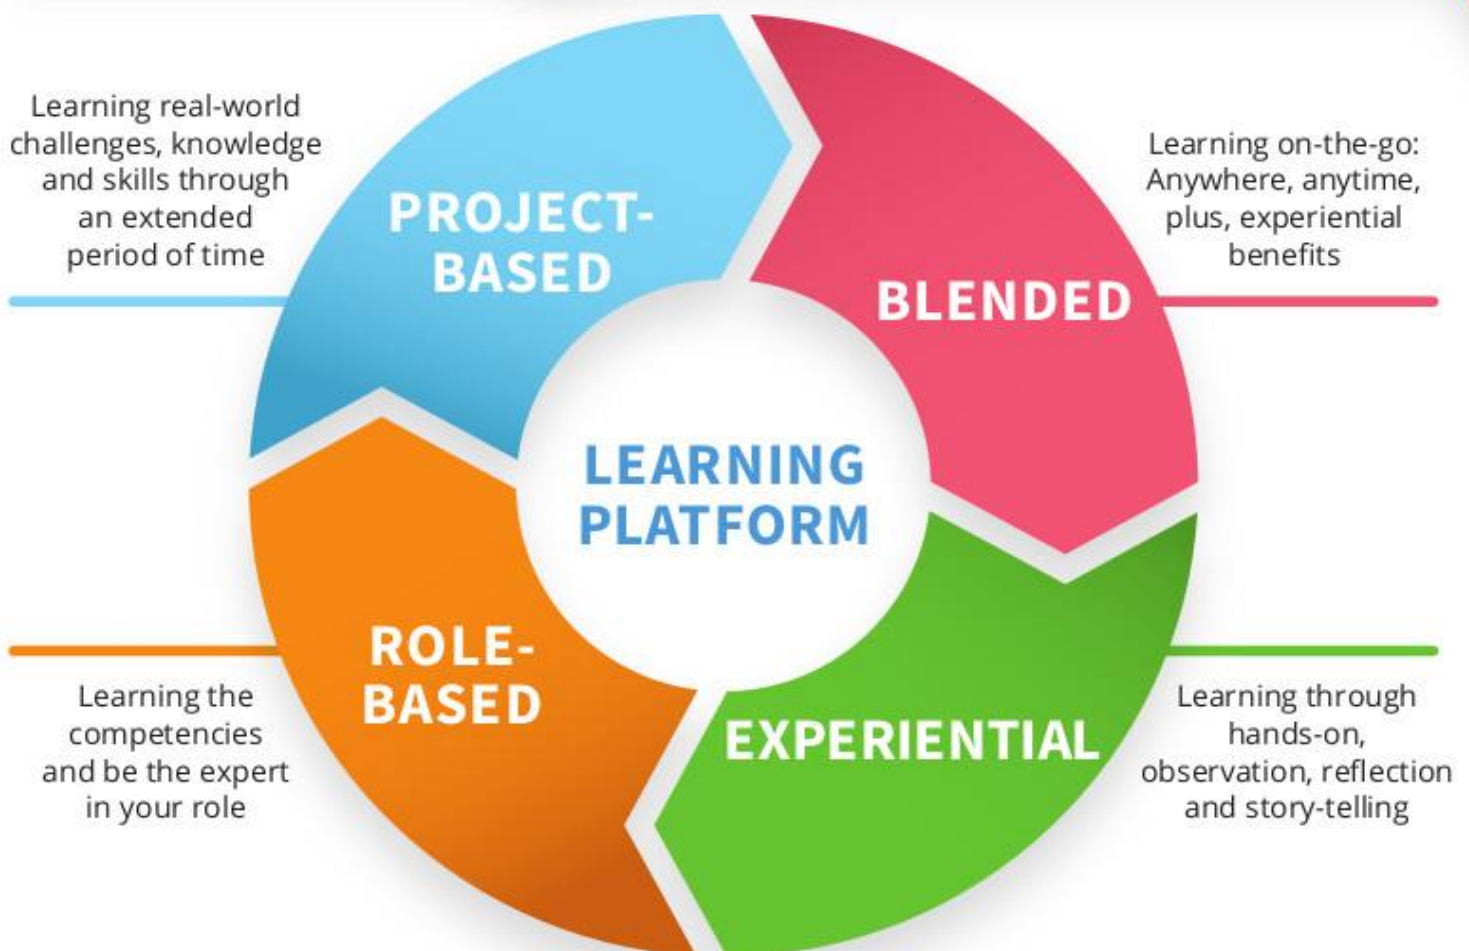 Learning real-world
challenges, knowledge
and skills through
an extended
period of time
PROJECT-
BASED
Learning on-the-go:
Anywhere, anytime,
plus, experiential
benefits
BLENDED
LEARNING
PLATFORM
ROLE-
BASED
Learning the
competencies
and be the expert
in your role
EXPERIENTIAL
Learning through
hands-on,
observation, reflection
and story-telling